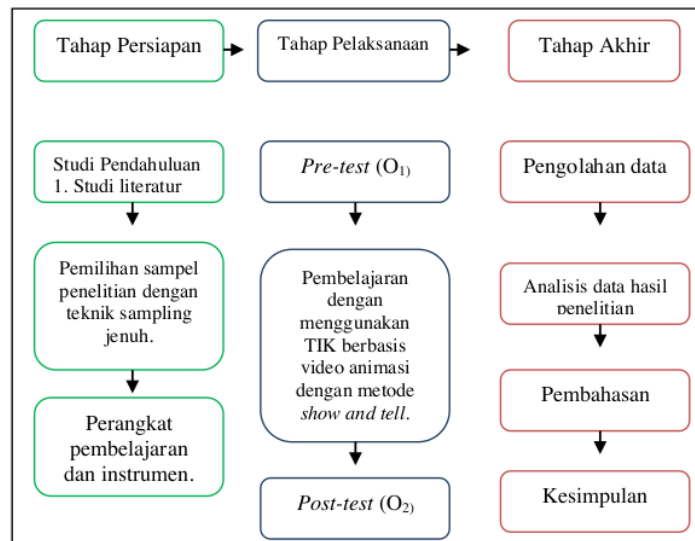 Tahap Persiapan
Tahap Pelaksanaan
Tahap Akhir
Studi Pendahuluan
1. Studi literatur
Pemilihan sampel
penelitian dengan
teknik sampling
jenuh.
Perangkat
pembelajaran
dan instrumen.
Pre-test (O1)
Pembelajaran
dengan
menggunakan
TIK berbasis
video animasi
dengan metode
show and tell.
Post-test (O2)
Pengolahan data
Analisis data hasil
penelitian
Pembahasan
Kesimpulan